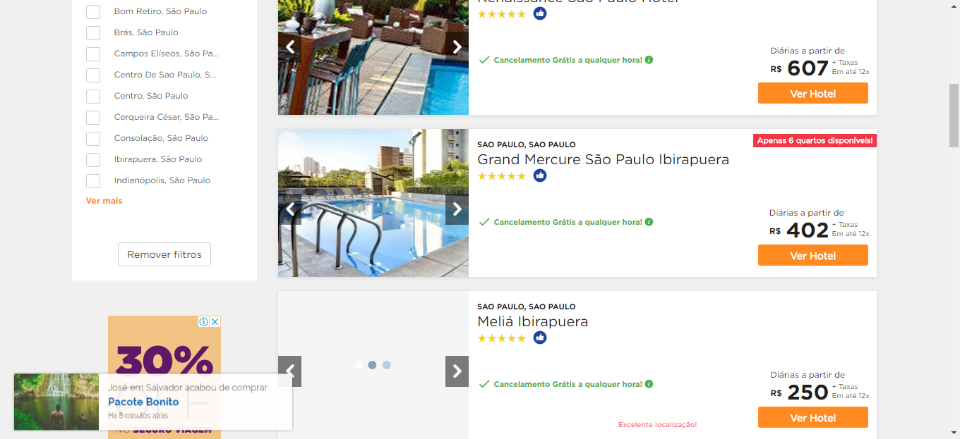 Bom Retiro, São Paulo
Brás, São Paulo
Campos Elíseos, São Pa...
Centro De Sao Paulo, S...
Centro, São Paulo
Cerqueira César, São Pa...
Consolação, São Paulo
Ibirapuera, São Paulo
Indianópolis, São Paulo
Ver mais
Remover filtros
30%
SEGURO VIAGEM
José em Salvador acabou de comprar
Pacote Bonito
Há 8 minutos atrás
Renaissance São Paulo Hotel
Cancelamento Grátis a qualquer hora!
Diárias a partir de
R$ 607 + Taxas
Em até 12x
Ver Hotel
SAO PAULO, SAO PAULO
Apenas 6 quartos disponíveis!
Grand Mercure São Paulo Ibirapuera
Cancelamento Grátis a qualquer hora!
Diárias a partir de
R$ 402 + Taxas
Em até 12x
Ver Hotel
SAO PAULO, SAO PAULO
Meliá Ibirapuera
Cancelamento Grátis a qualquer hora!
Diárias a partir de
R$ 250 + Taxas
Em até 12x
Excelente localização!
Ver Hotel